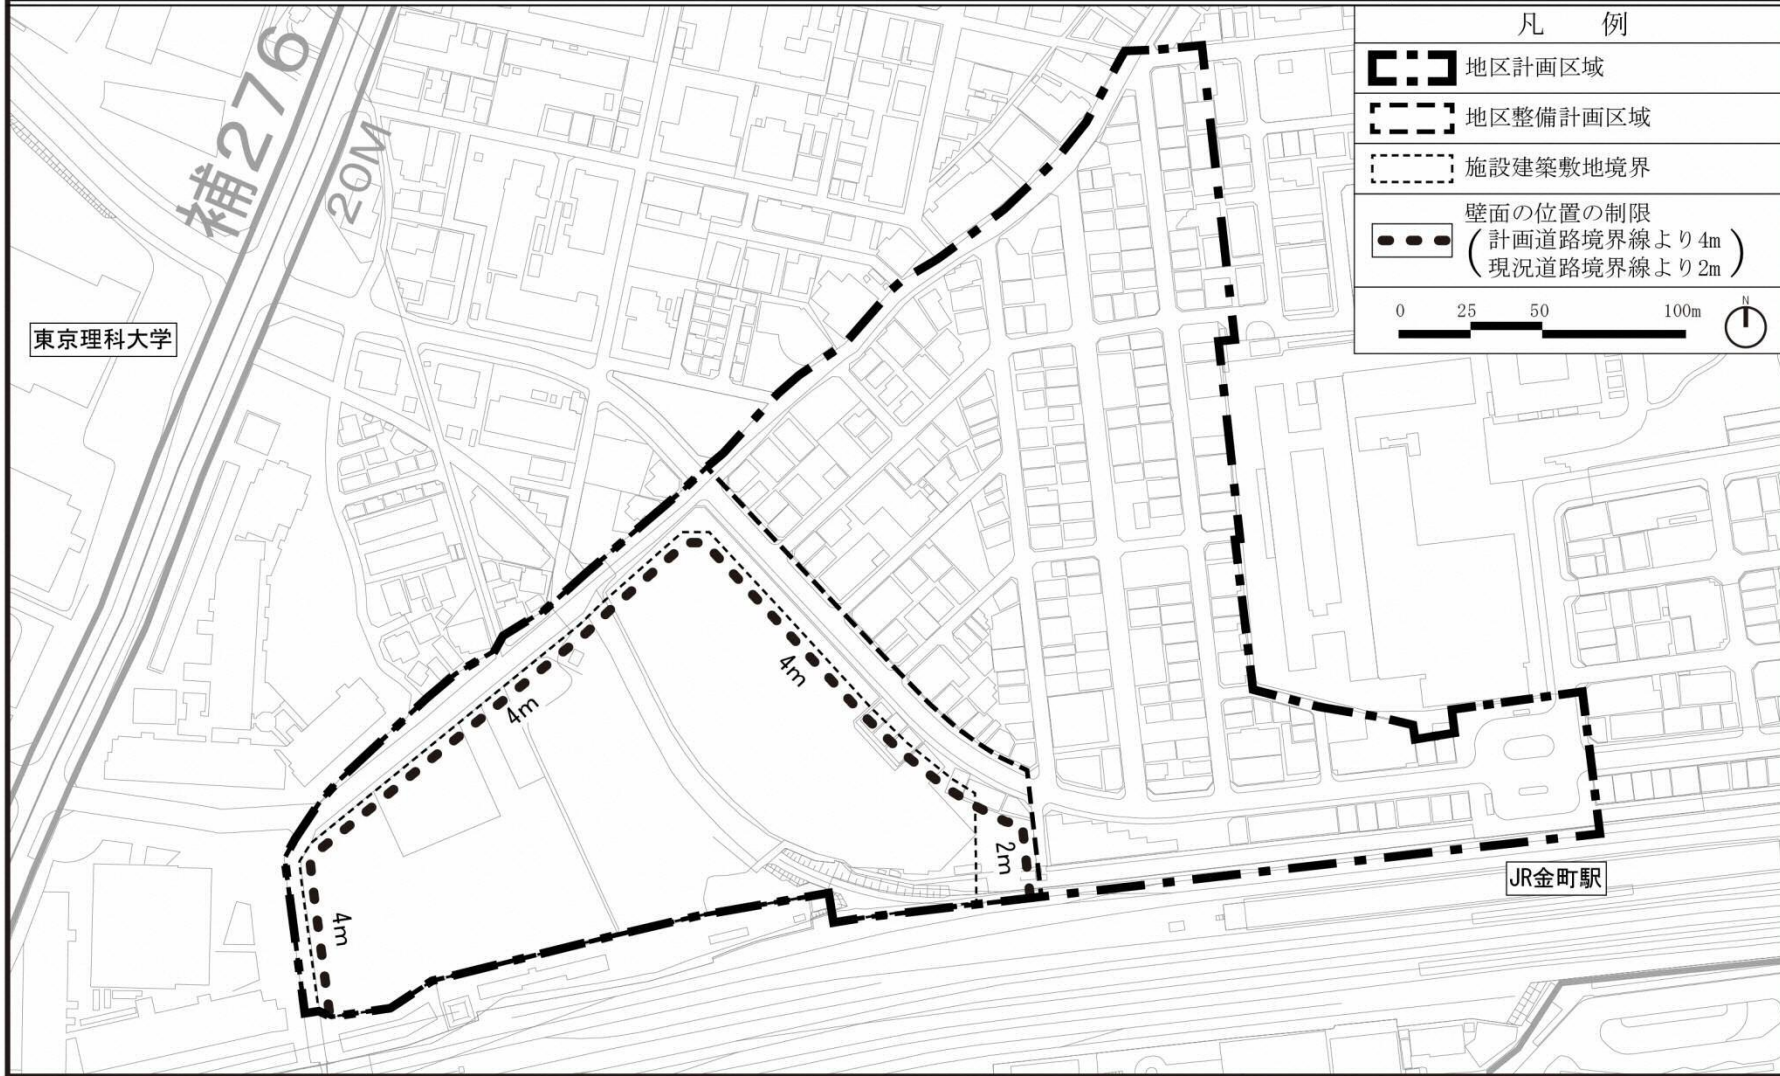 補276
20M
東京理科大学
4m
4m
4m
2m
JR金町駅
凡 例
地区計画区域
地区整備計画区域
施設建築敷地境界
壁面の位置の制限
(計画道路境界線より4m
現況道路境界線より2m)
0 25 50 100m
N